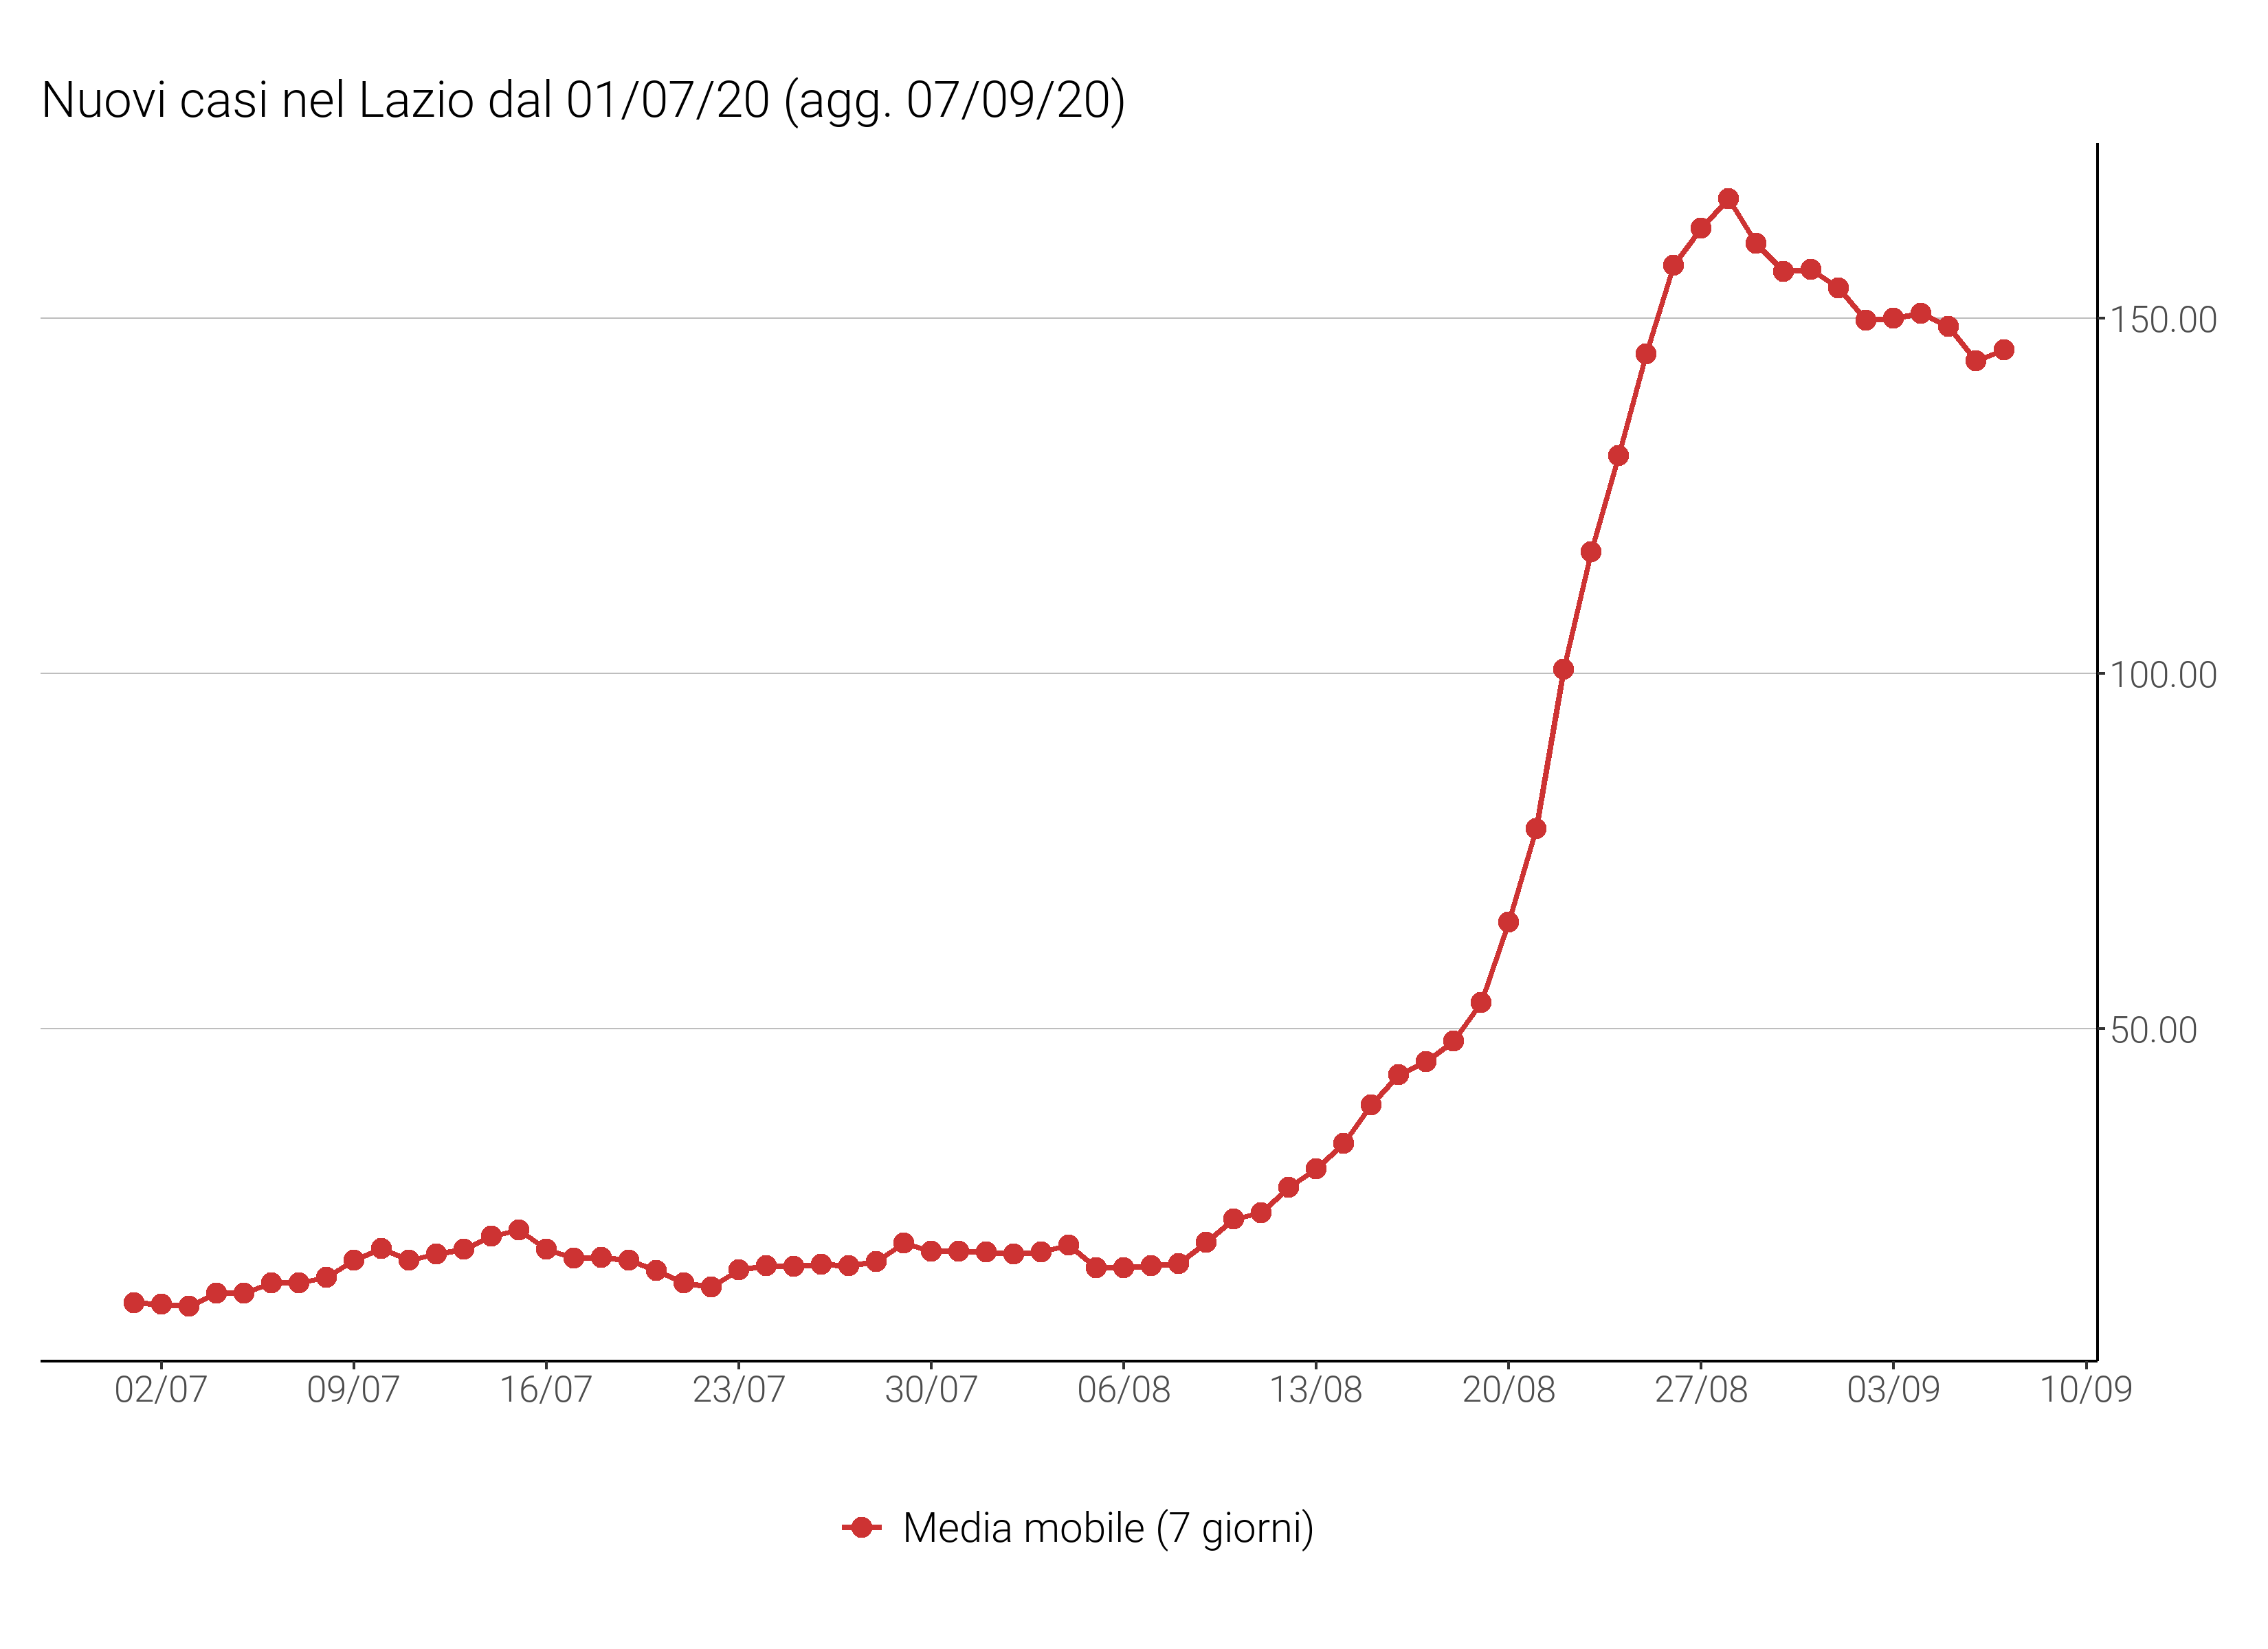 Nuovi casi nel Lazio dal 01/07/20 (agg. 07/09/20)
150.00
100.00
50.00
02/07 09/07 16/07 23/07 30/07 06/08 13/08 20/08 27/08 03/09 10/09
Media mobile (7 giorni)